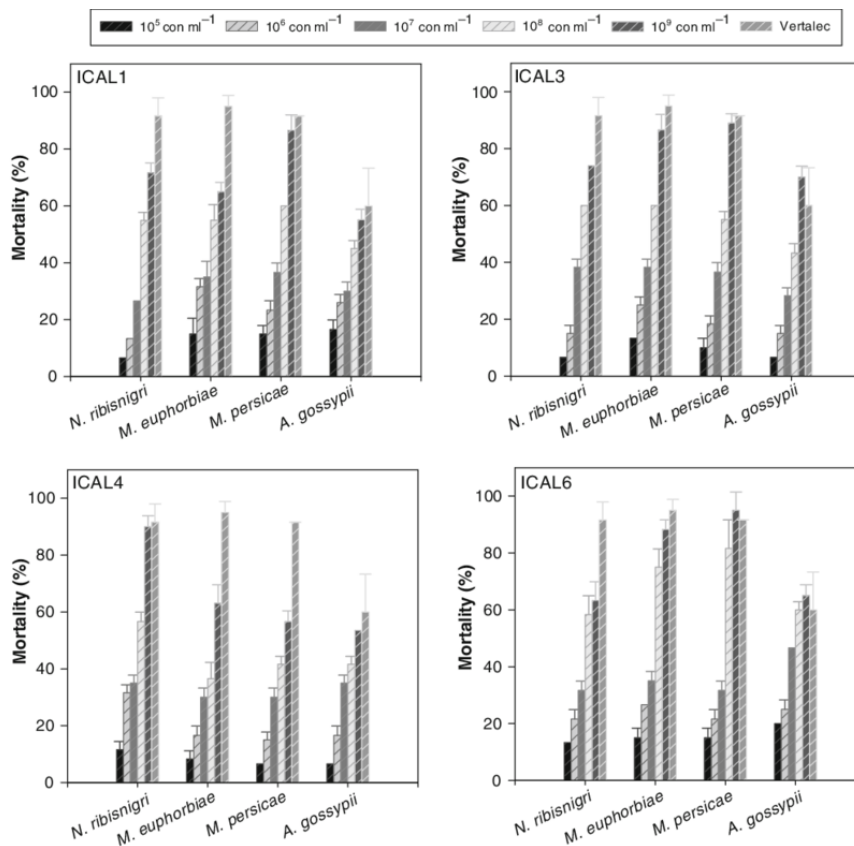 10⁵ con ml⁻¹ 10⁶ con ml⁻¹ 10⁷ con ml⁻¹ 10⁸ con ml⁻¹ 10⁹ con ml⁻¹ Vertalec
ICAL1
Mortality (%)
100
80
60
40
20
0
N. ribisnigri
M. euphorbiae
M. persicae
A. gossypii
ICAL3
Mortality (%)
100
80
60
40
20
0
N. ribisnigri
M. euphorbiae
M. persicae
A. gossypii
ICAL4
Mortality (%)
100
80
60
40
20
0
N. ribisnigri
M. euphorbiae
M. persicae
A. gossypii
ICAL6
Mortality (%)
100
80
60
40
20
0
N. ribisnigri
M. euphorbiae
M. persicae
A. gossypii